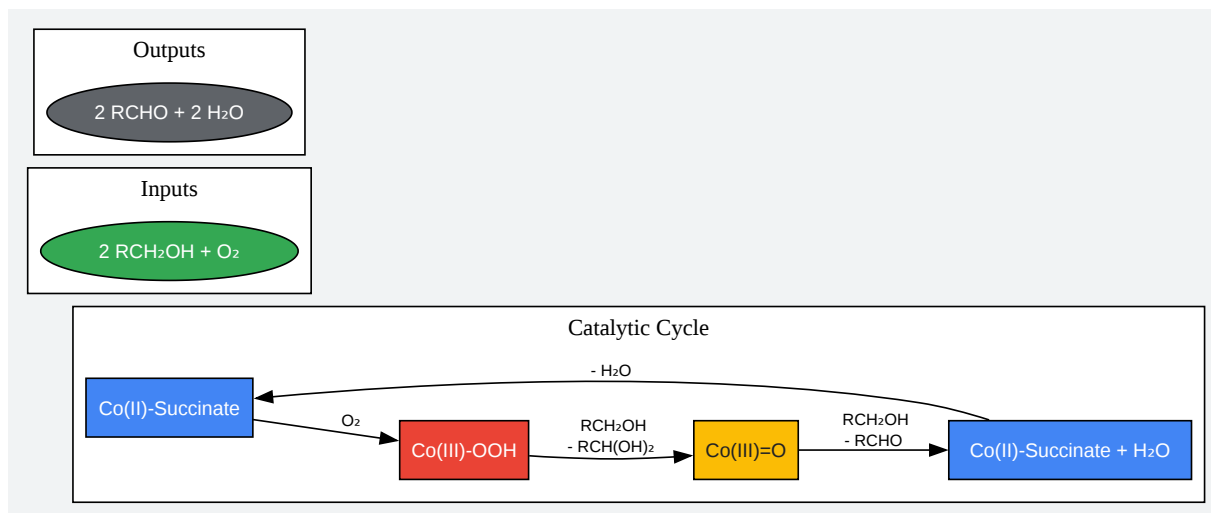 Outputs
2 RCHO + 2 H₂O
Inputs
2 RCH₂OH + O₂
Catalytic Cycle
- H₂O
Co(II)-Succinate
O₂
Co(III)-OOH
RCH₂OH
- RCH(OH)₂
Co(III)=O
RCH₂OH
- RCHO
Co(II)-Succinate + H₂O